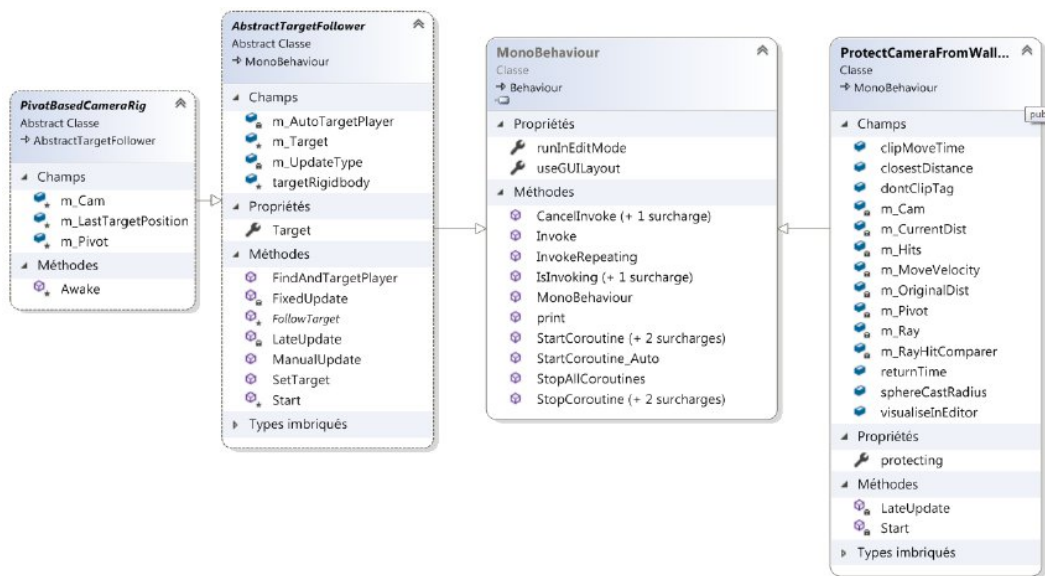 PivotBasedCameraRig
Abstract Classe
AbstractTargetFollower
Champs
m_Cam
m_LastTargetPosition
m_Pivot
Méthodes
Awake
AbstractTargetFollower
Abstract Classe
MonoBehaviour
Champs
m_AutoTargetPlayer
m_Target
m_UpdateType
targetRigidbody
Propriétés
Target
Méthodes
FindAndTargetPlayer
FixedUpdate
FollowTarget
LateUpdate
ManualUpdate
SetTarget
Start
Types imbriqués
MonoBehaviour
Classe
Behaviour
Propriétés
runInEditMode
useGUILayout
Méthodes
CancelInvoke (+ 1 surcharge)
Invoke
InvokeRepeating
IsInvoking (+ 1 surcharge)
MonoBehaviour
print
StartCoroutine (+ 2 surcharges)
StartCoroutine_Auto
StopAllCoroutines
StopCoroutine (+ 2 surcharges)
ProtectCameraFromWall...
Classe
MonoBehaviour
pub
Champs
clipMoveTime
closestDistance
dontClipTag
m_Cam
m_CurrentDist
m_Hits
m_MoveVelocity
m_OriginalDist
m_Pivot
m_Ray
m_RayHitComparer
returnTime
sphereCastRadius
visualiseInEditor
Propriétés
protecting
Méthodes
LateUpdate
Start
Types imbriqués